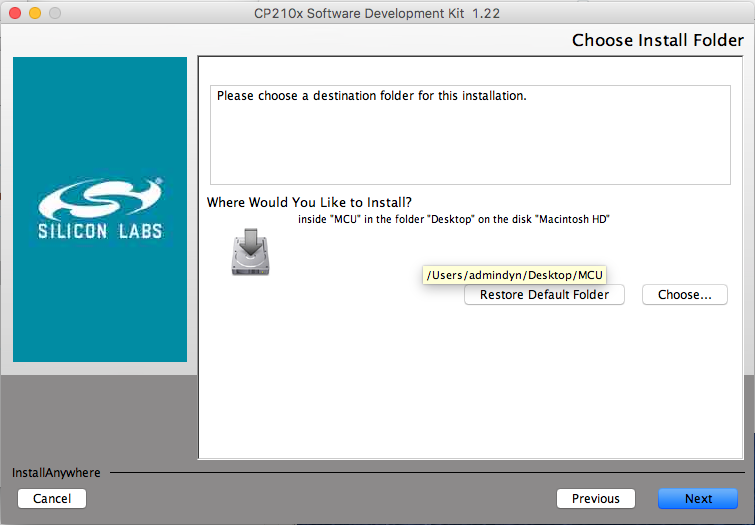 CP210x Software Development Kit 1.22
Choose Install Folder
Please choose a destination folder for this installation.
SILICON LABS
Where Would You Like to Install?
inside "MCU" in the folder "Desktop" on the disk "Macintosh HD"
/Users/admindyn/Desktop/MCU
Restore Default Folder
Choose...
InstallAnywhere
Cancel
Previous
Next